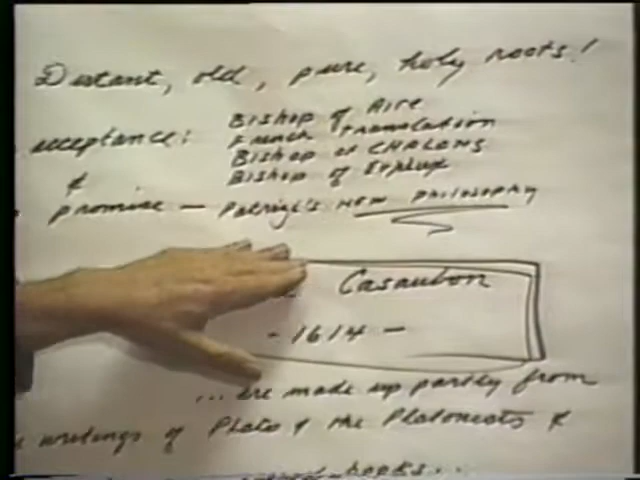 Distant, old, pure, holy roots!
acceptance:
Bishop of Aire
French Translation
Bishop of CHALONS
Bishop of
&
promise — Patrizi's NEW PHILOSOPHY
Casaubon
- 1614 -
...are made up partly from
writings of Plato & the Platonists &
books...